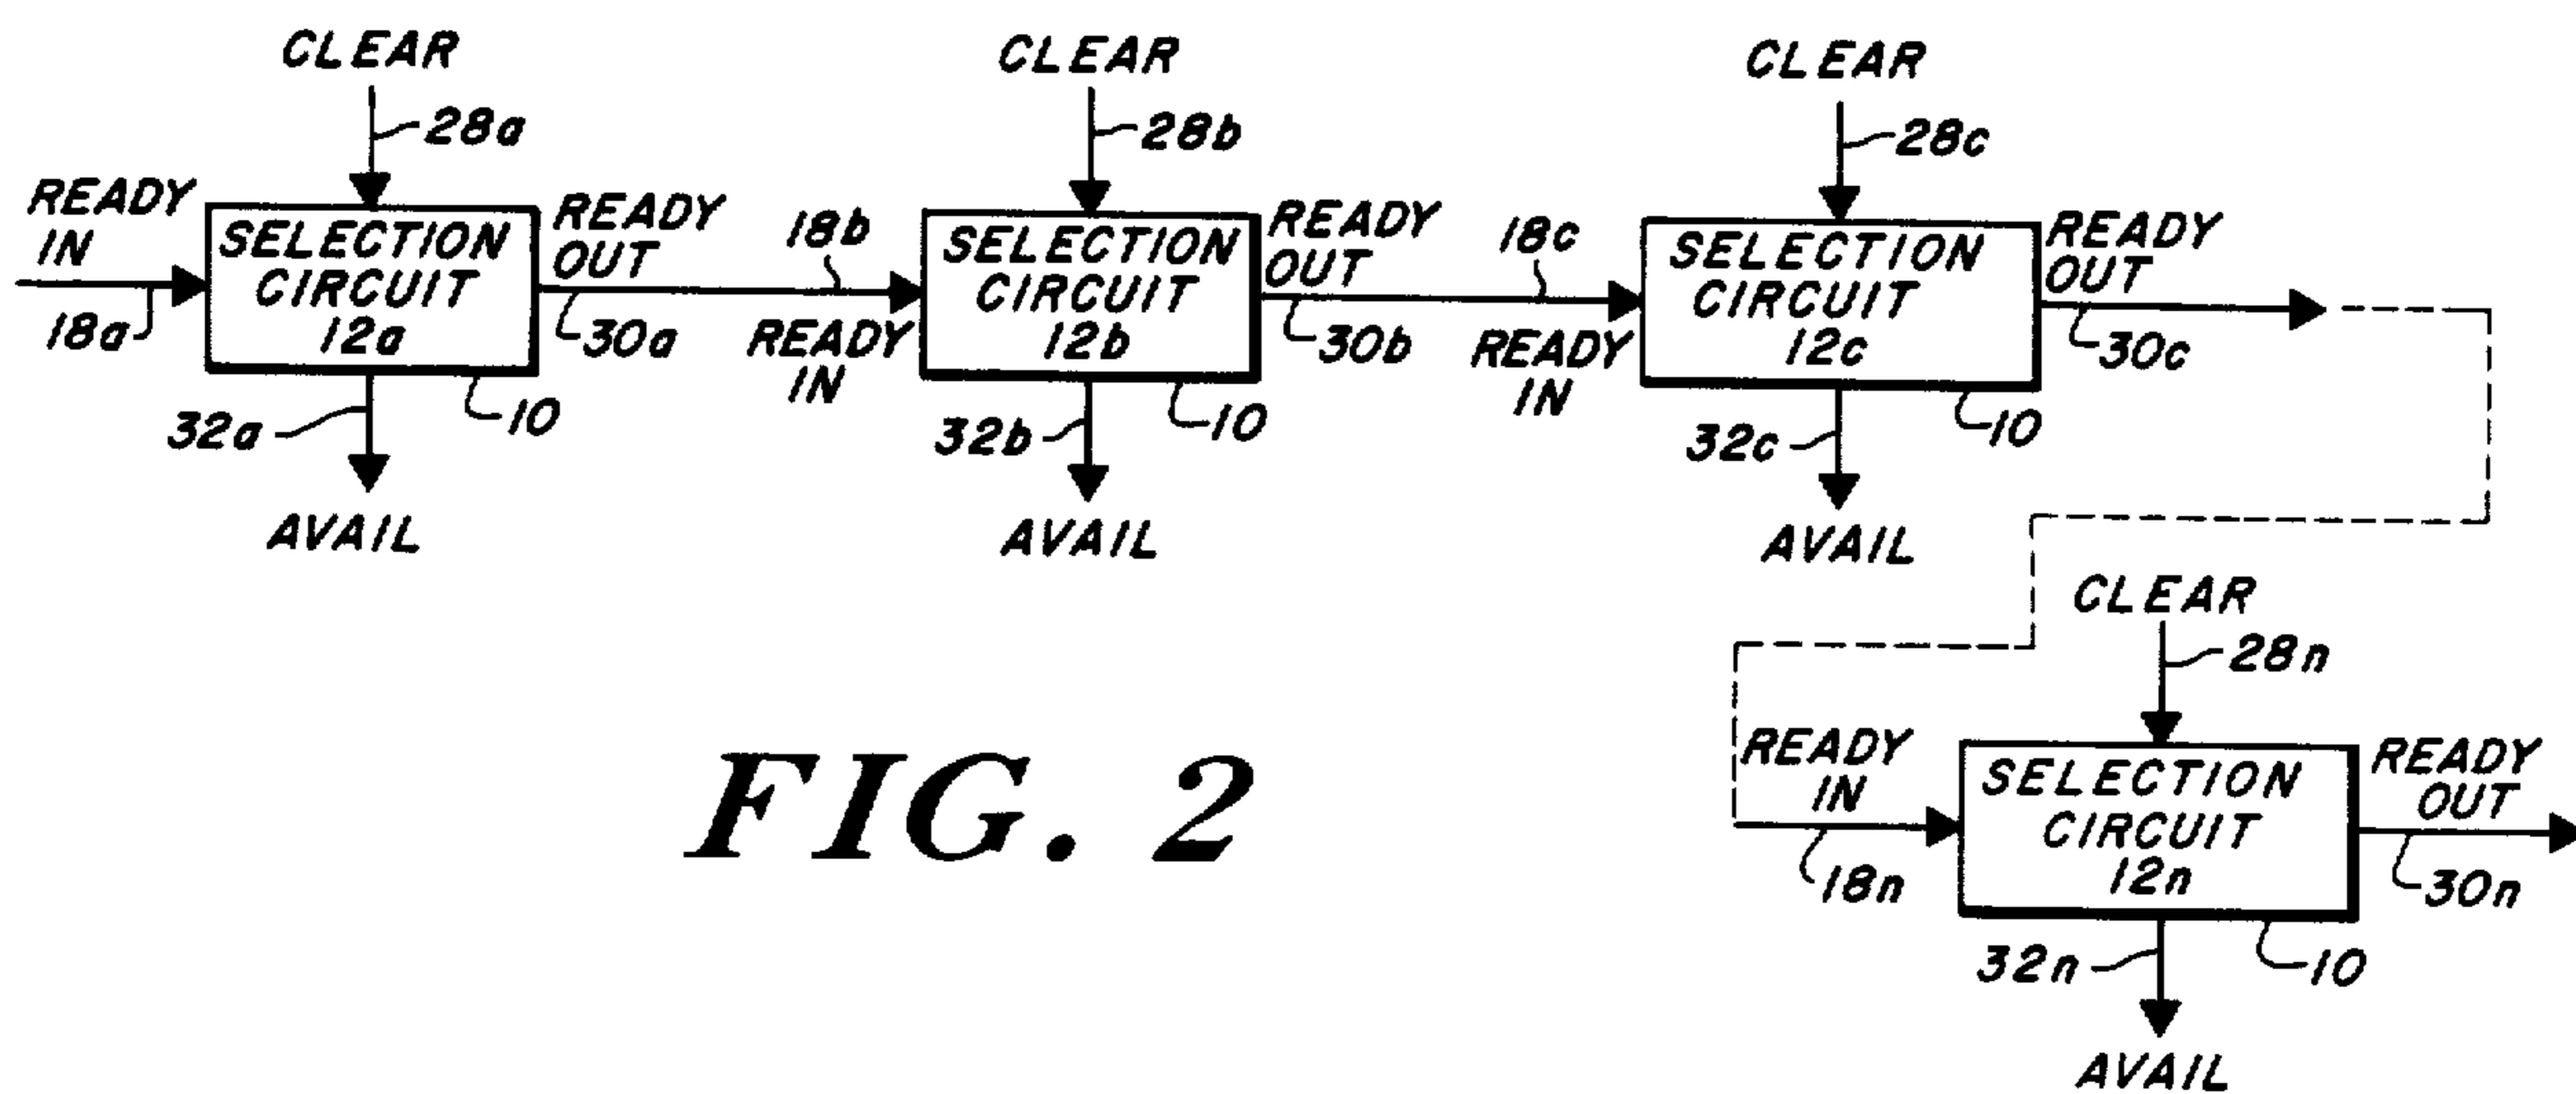 CLEAR
28a
READY
IN
18a
SELECTION
CIRCUIT
12a
READY
OUT
30a
32a
10
AVAIL
CLEAR
28b
18b
READY
IN
SELECTION
CIRCUIT
12b
READY
OUT
30b
32b
10
AVAIL
CLEAR
28c
18c
READY
IN
SELECTION
CIRCUIT
12c
READY
OUT
30c
32c
10
AVAIL
CLEAR
28n
READY
IN
18n
SELECTION
CIRCUIT
12n
READY
OUT
30n
32n
10
AVAIL
FIG. 2